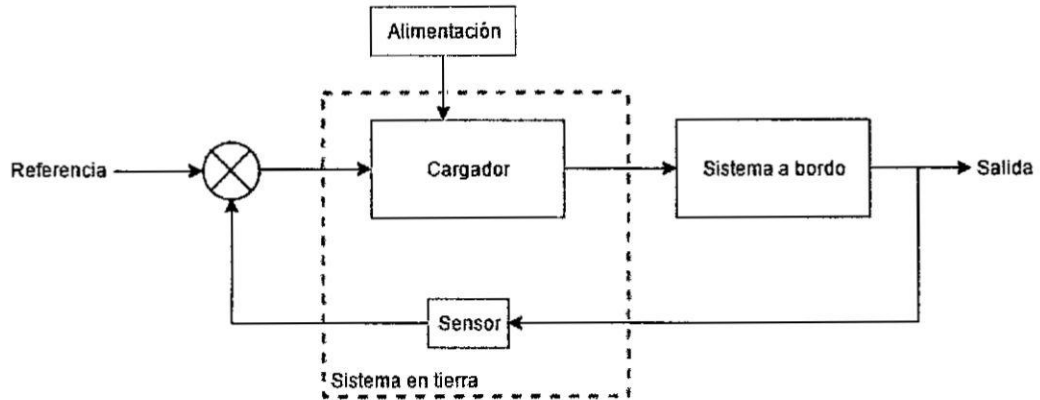 Alimentación
Referencia
Cargador
Sistema a bordo
Salida
Sensor
Sistema en tierra